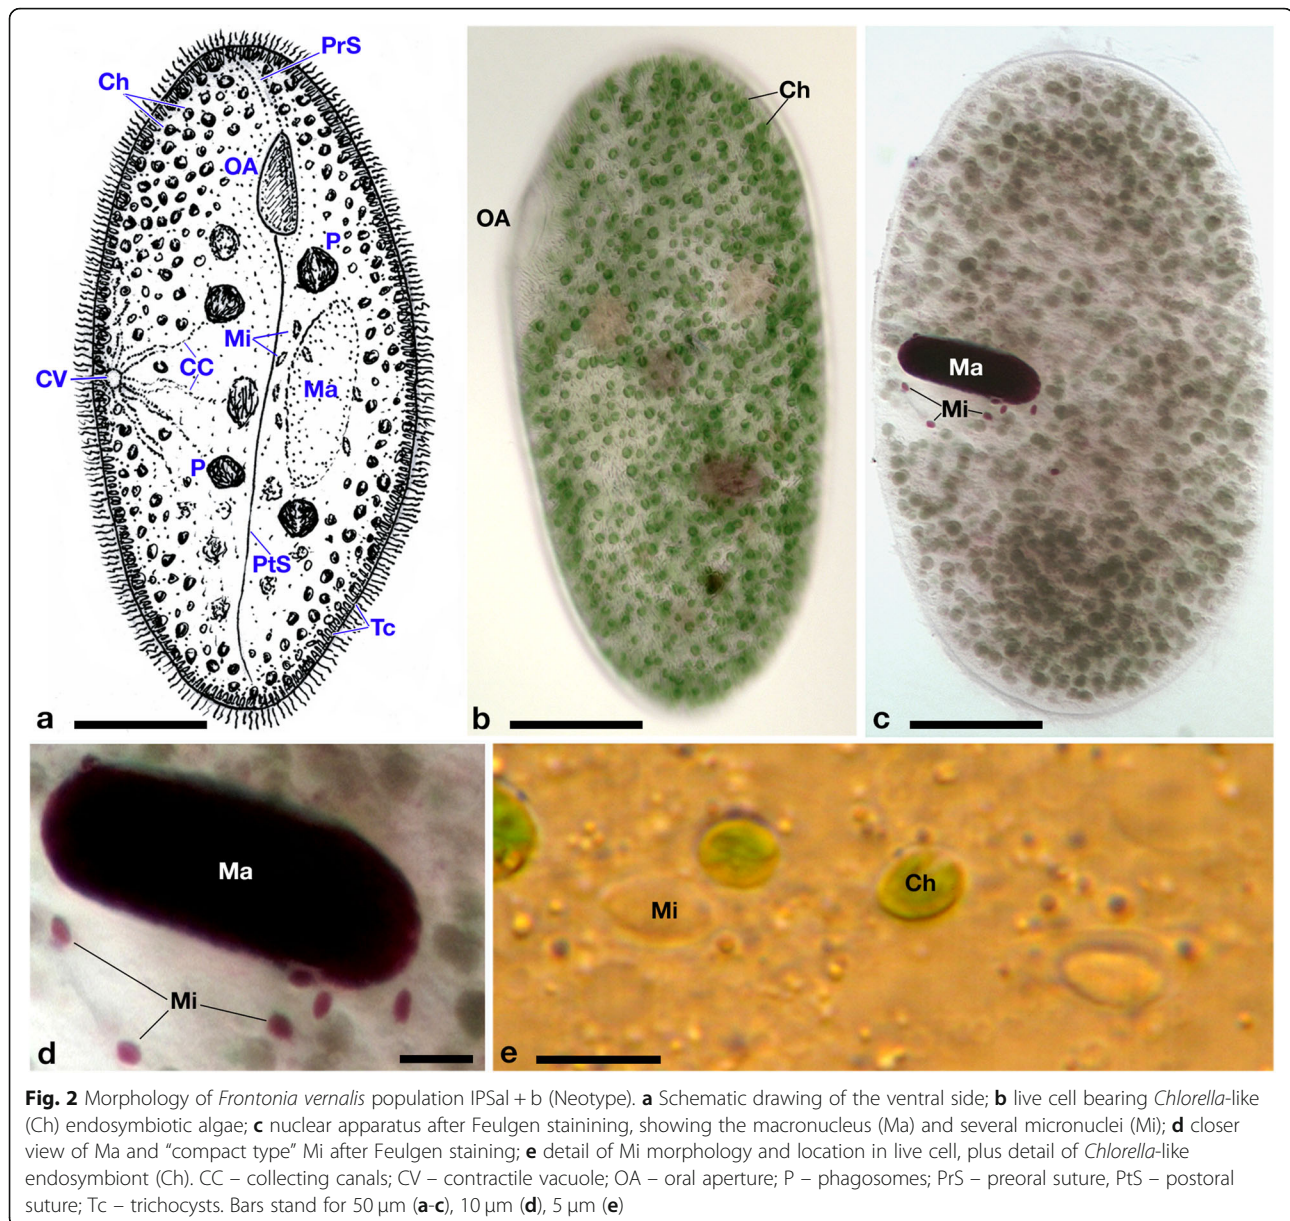 PrS
Ch
OA
P
Mi
CC
CV
Ma
P
PtS
Tc
a
Ch
OA
b
Ma
Mi
c
Ma
Mi
d
Mi
Ch
e
Fig. 2 Morphology of Frontonia vernalis population IPSal + b (Neotype). a Schematic drawing of the ventral side; b live cell bearing Chlorella-like
(Ch) endosymbiotic algae; c nuclear apparatus after Feulgen stainining, showing the macronucleus (Ma) and several micronuclei (Mi); d closer
view of Ma and “compact type” Mi after Feulgen staining; e detail of Mi morphology and location in live cell, plus detail of Chlorella-like
endosymbiont (Ch). CC – collecting canals; CV – contractile vacuole; OA – oral aperture; P – phagosomes; PrS – preoral suture, PtS – postoral
suture; Tc – trichocysts. Bars stand for 50 μm (a-c), 10 μm (d), 5 μm (e)